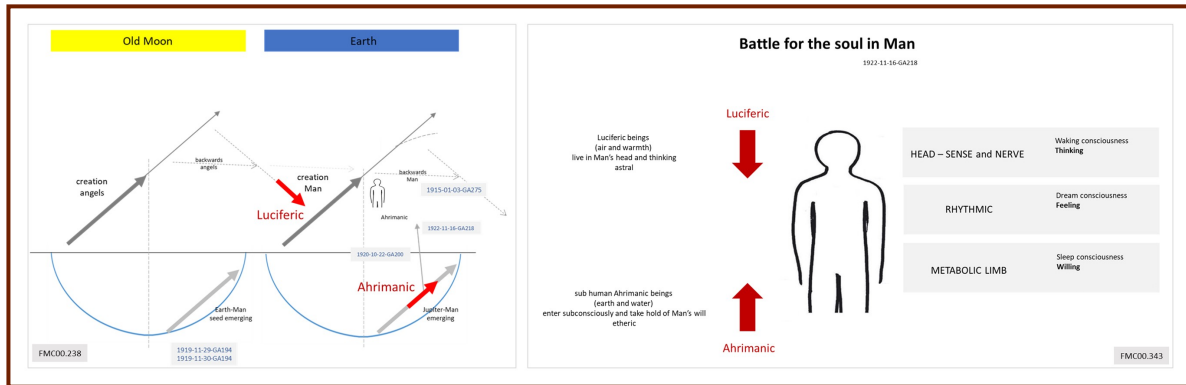 Old Moon
Earth
backwards
angels
creation
angels
creation
Man
backwards
Man
1915-01-03-GA275
Luciferic
Ahrimanic
1922-11-16-GA218
1920-10-22-GA200
Ahrimanic
Earth-Man
seed emerging
Jupiter-Man
emerging
1919-11-29-GA194
1919-11-30-GA194
FMC00.238
Battle for the soul in Man
1922-11-16-GA218
Luciferic
Luciferic beings
(air and warmth)
live in Man's head and thinking
astral
HEAD – SENSE and NERVE
Waking consciousness
Thinking
RHYTHMIC
Dream consciousness
Feeling
METABOLIC LIMB
Sleep consciousness
Willing
sub human Ahrimanic beings
(earth and water)
enter subconsciously and take hold of Man's will
etheric
Ahrimanic
FMC00.343